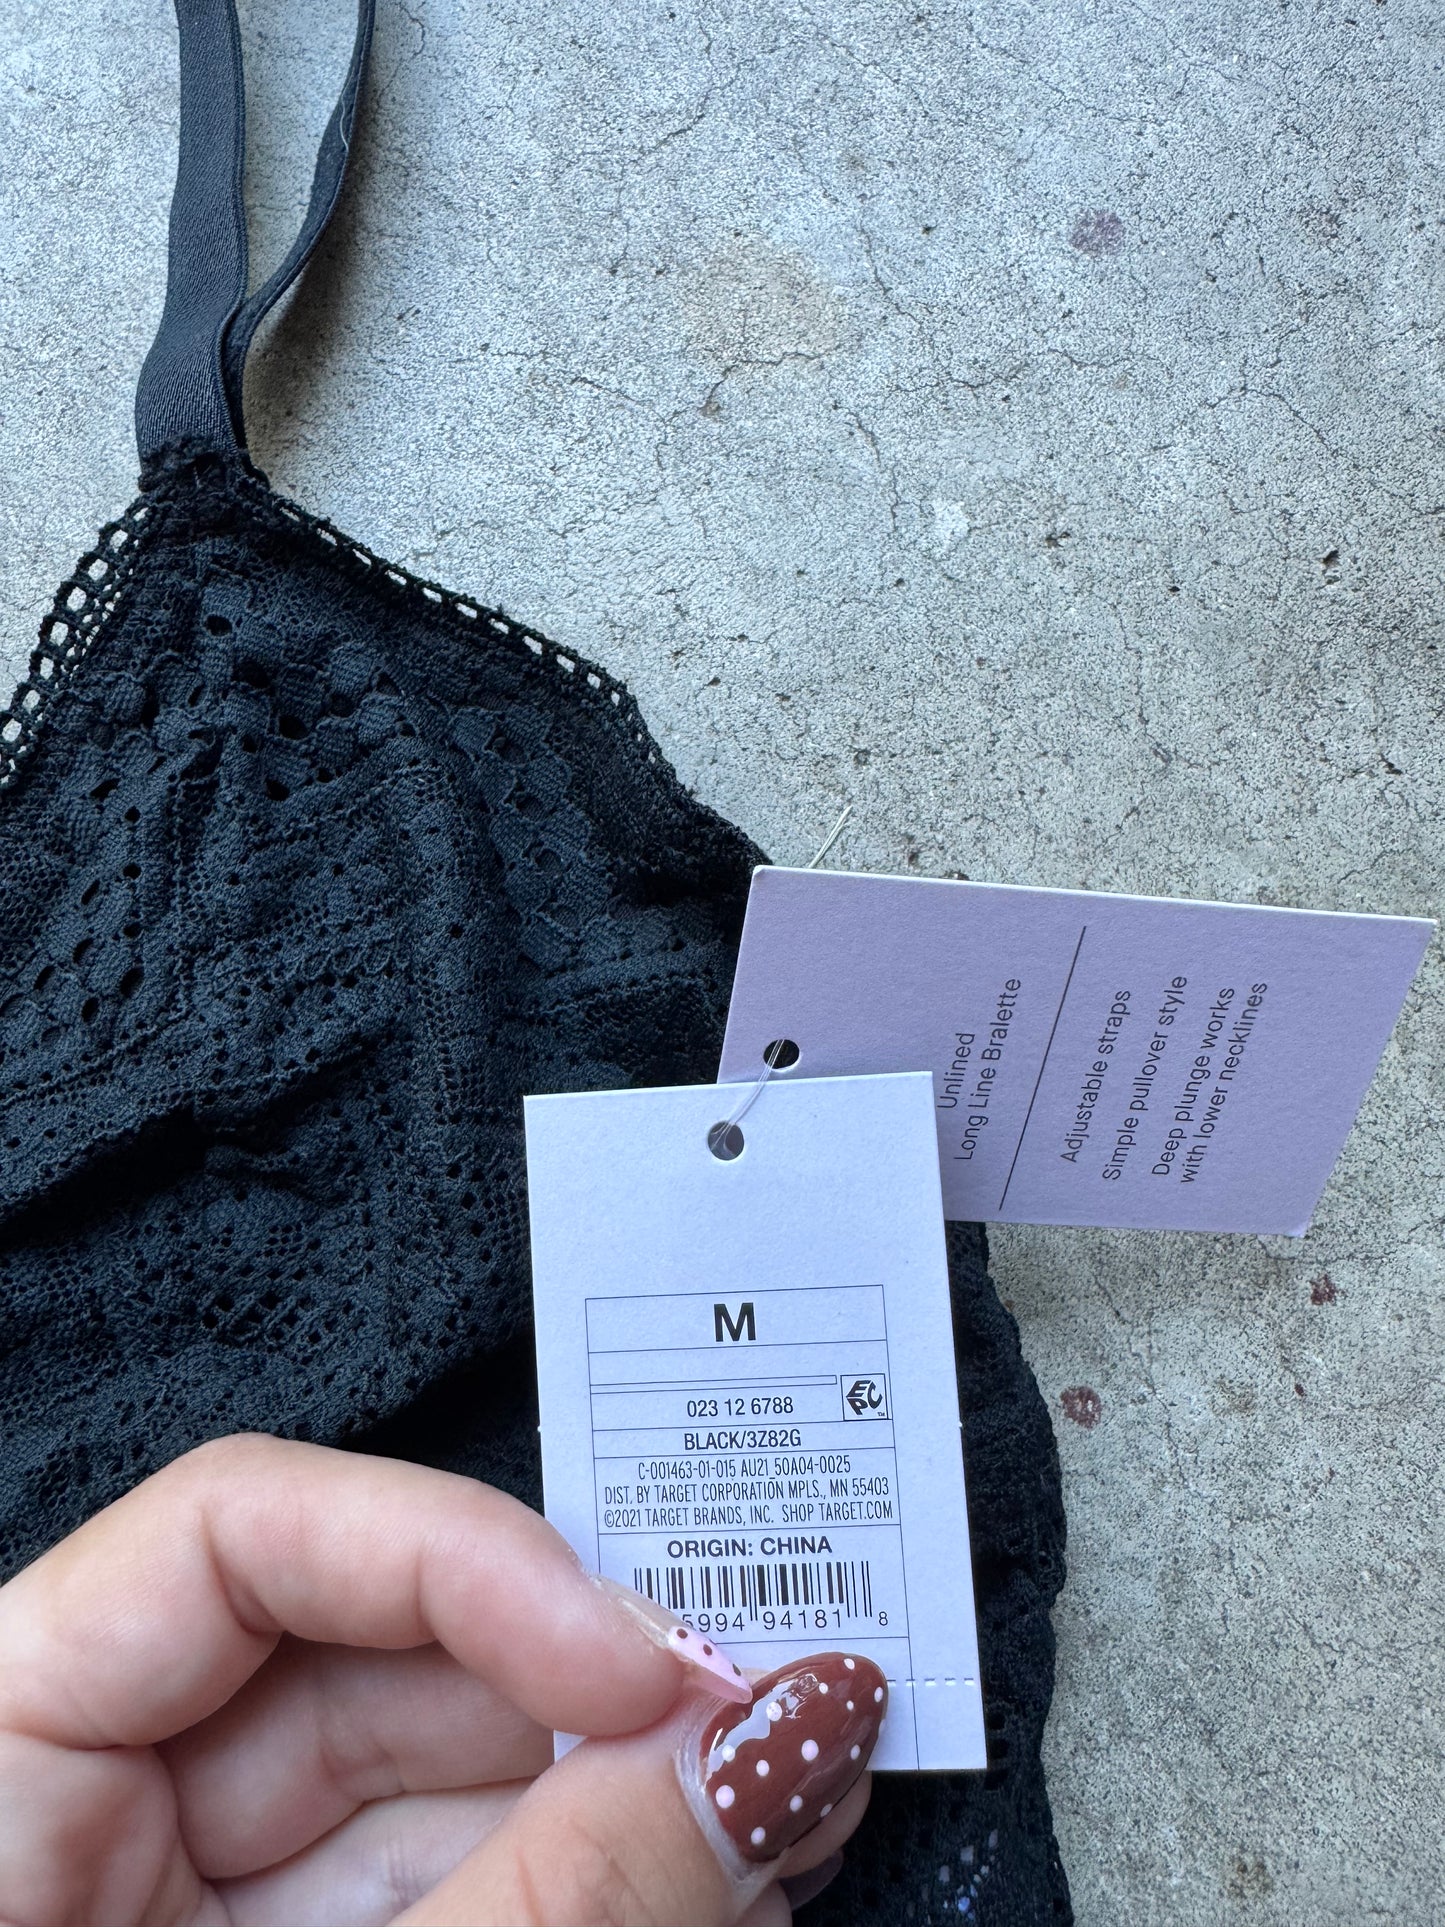 Unlined
Long Line Bralette
Adjustable straps
Simple pullover style
Deep plunge works
with lower necklines
M
EPC™
023 12 6788
BLACK/3Z82G
C-001463-01-015 AU21_50A04-0025
DIST. BY TARGET CORPORATION MPLS., MN 55403
©2021 TARGET BRANDS, INC. SHOP TARGET.COM
ORIGIN: CHINA
5994 94181 8